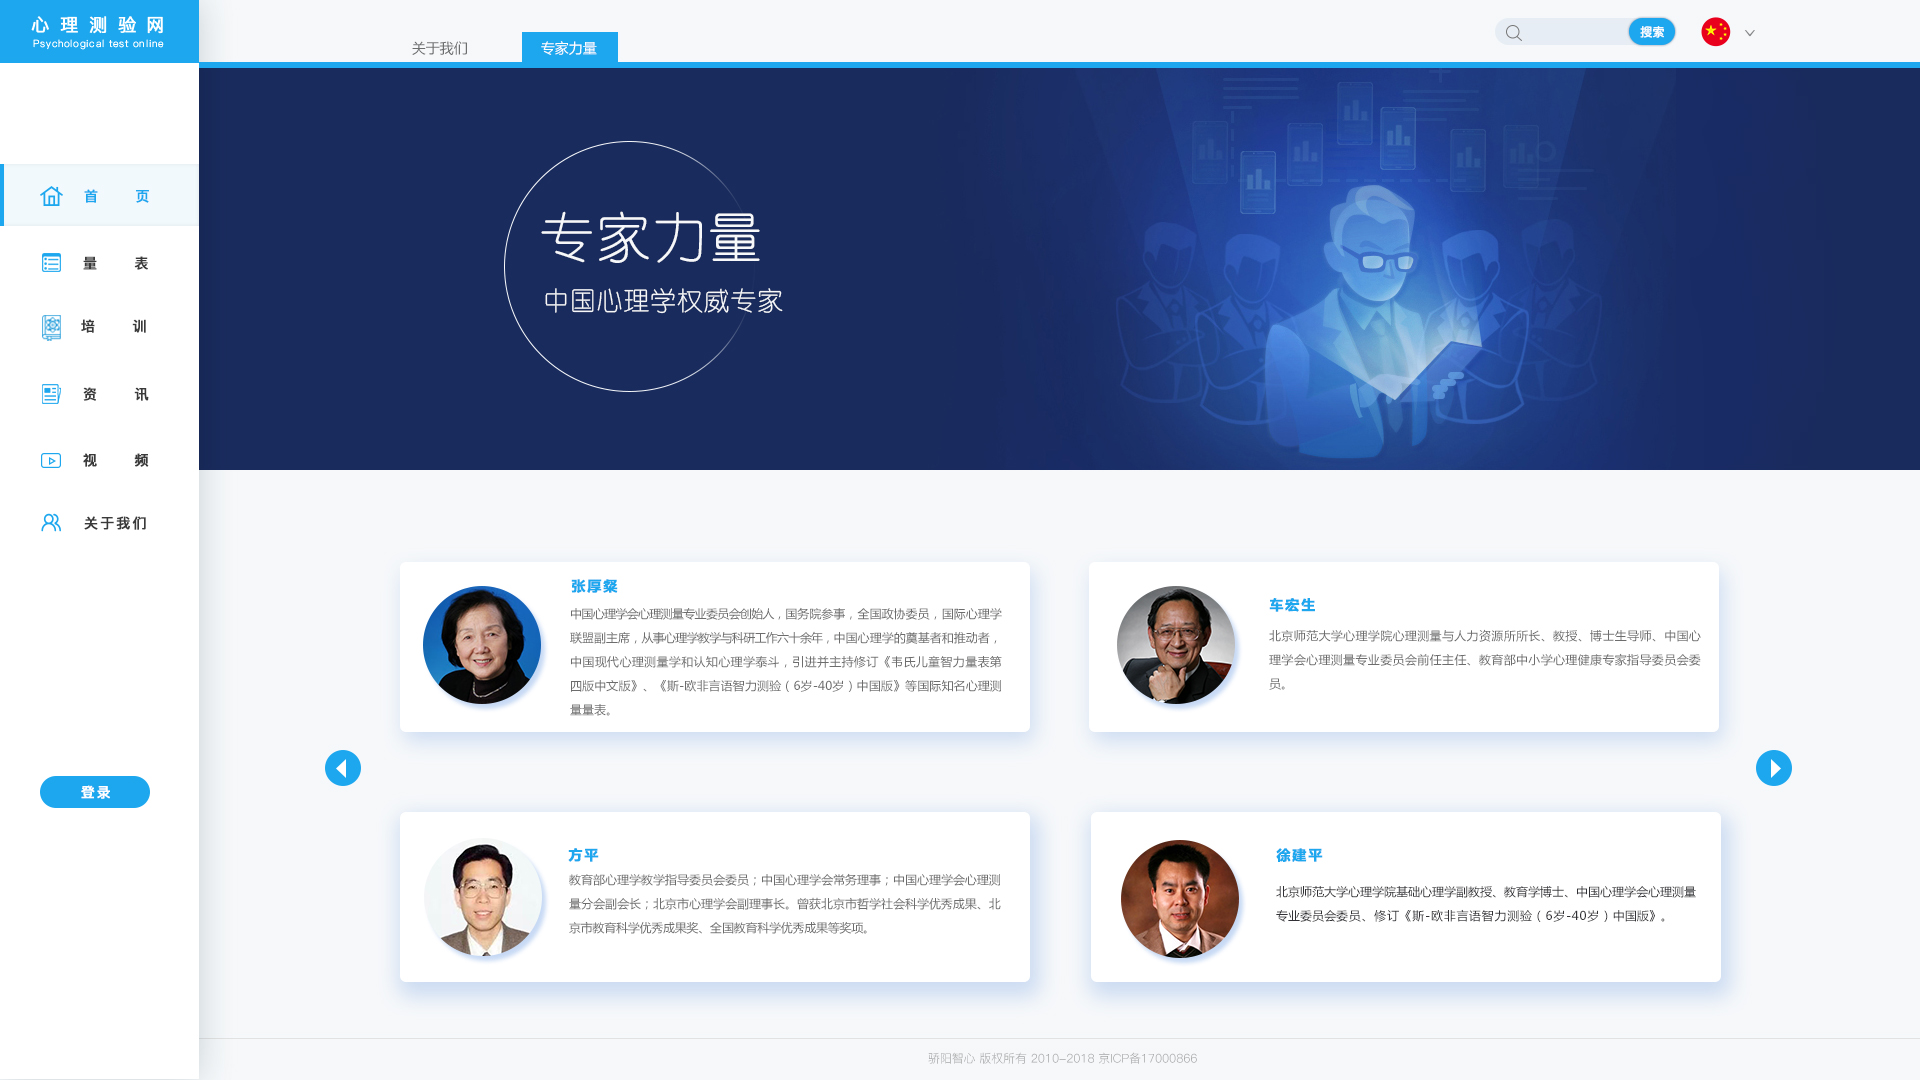 心理测验网
Psychological test online
关于我们
专家力量
搜索
首页
量表
培训
资讯
视频
关于我们
登录
专家力量
中国心理学权威专家
张厚粲
中国心理学会心理测量专业委员会创始人，国务院参事，全国政协委员，国际心理学
联盟副主席，从事心理学教学与科研工作六十余年，中国心理学的奠基者和推动者，
中国现代心理测量学和认知心理学泰斗，引进并主持修订《韦氏儿童智力量表第
四版中文版》、《斯-欧非言语智力测验（6岁-40岁）中国版》等国际知名心理测
量量表。
车宏生
北京师范大学心理学院心理测量与人力资源所所长、教授、博士生导师、中国心
理学会心理测量专业委员会前任主任、教育部中小学心理健康专家指导委员会委
员。
方平
教育部心理学教学指导委员会委员；中国心理学会常务理事；中国心理学会心理测
量分会副会长；北京市心理学会副理事长。曾获北京市哲学社会科学优秀成果、北
京市教育科学优秀成果奖、全国教育科学优秀成果等奖项。
徐建平
北京师范大学心理学院基础心理学副教授、教育学博士、中国心理学会心理测量
专业委员会委员、修订《斯-欧非言语智力测验（6岁-40岁）中国版》。
骄阳智心 版权所有 2010-2018 京ICP备17000866